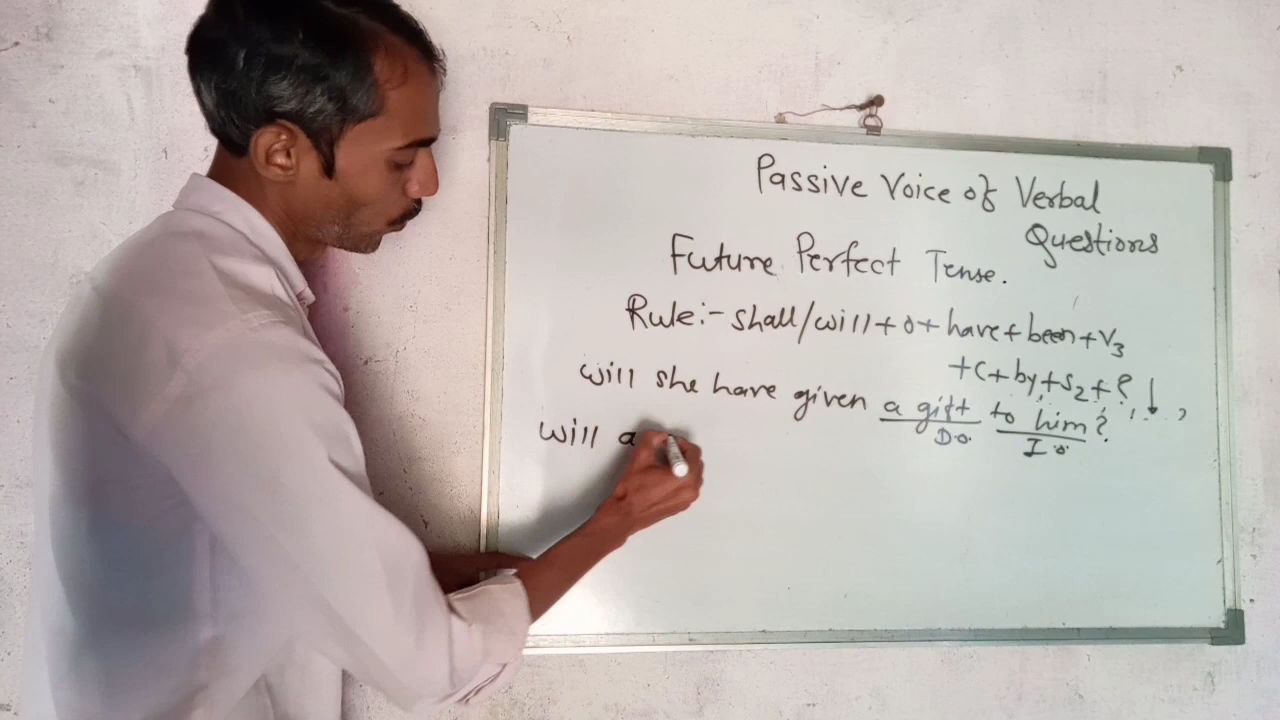 Passive Voice of Verbal
Questions
Future Perfect Tense.
Rule:- shall/will + o + have + been + V3
+ C + by + S2 + ?
will she have given a gift to him?
D.o. I.o.
will a